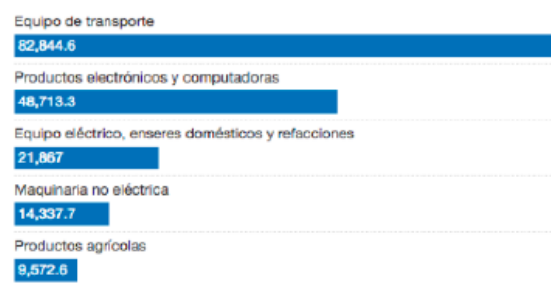 Equipo de transporte
82,844.6
Productos electrónicos y computadoras
48,713.3
Equipo eléctrico, enseres domésticos y refacciones
21,867
Maquinaria no eléctrica
14,337.7
Productos agrícolas
9,572.6